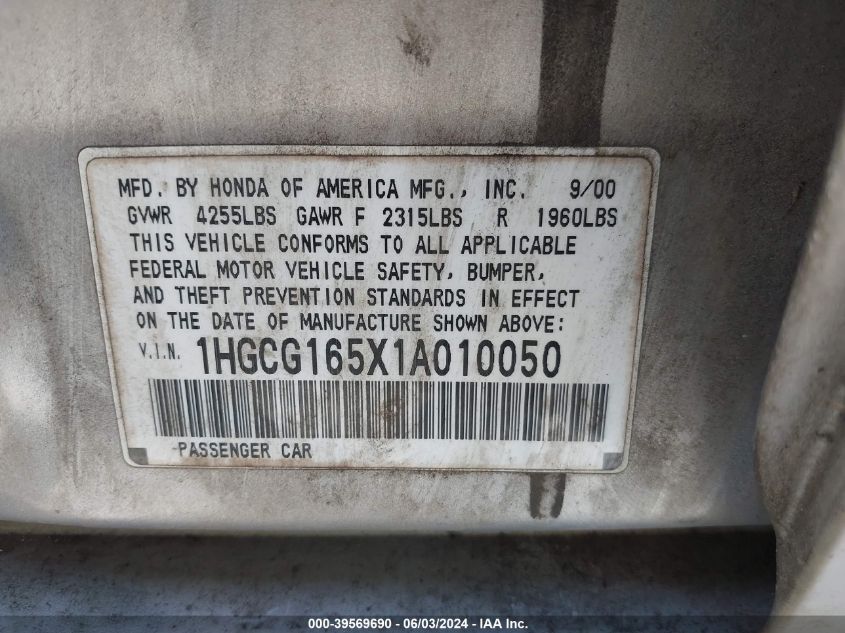 MFD. BY HONDA OF AMERICA MFG., INC. 9/00
GVWR 4255LBS GAWR F 2315LBS R 1960LBS
THIS VEHICLE CONFORMS TO ALL APPLICABLE
FEDERAL MOTOR VEHICLE SAFETY, BUMPER,
AND THEFT PREVENTION STANDARDS IN EFFECT
ON THE DATE OF MANUFACTURE SHOWN ABOVE:
V.I.N. 1HGCG165X1A010050
PASSENGER CAR
000-39569690 - 06/03/2024 - IAA